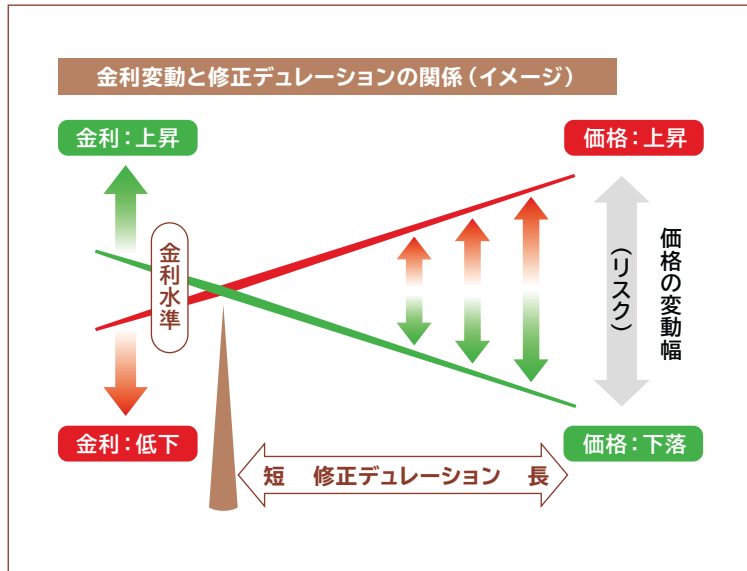 金利変動と修正デュレーションの関係（イメージ）
金利：上昇
価格：上昇
金利水準
価格の変動幅
（リスク）
金利：低下
価格：下落
短 修正デュレーション 長